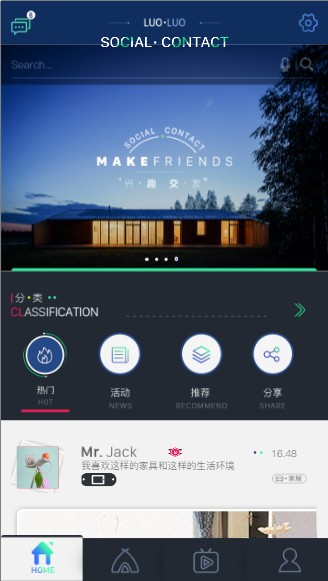 6
LUO•LUO
SOCIAL• CONTACT
Search...
SOCIAL CONTACT
MAKEFRIENDS
兴•趣 交•友
分•类
CLASSIFICATION
热门 活动 推荐 分享
HOT NEWS RECOMMEND SHARE
Mr. Jack 16.48
我喜欢这样的家具和这样的生活环境
HOME